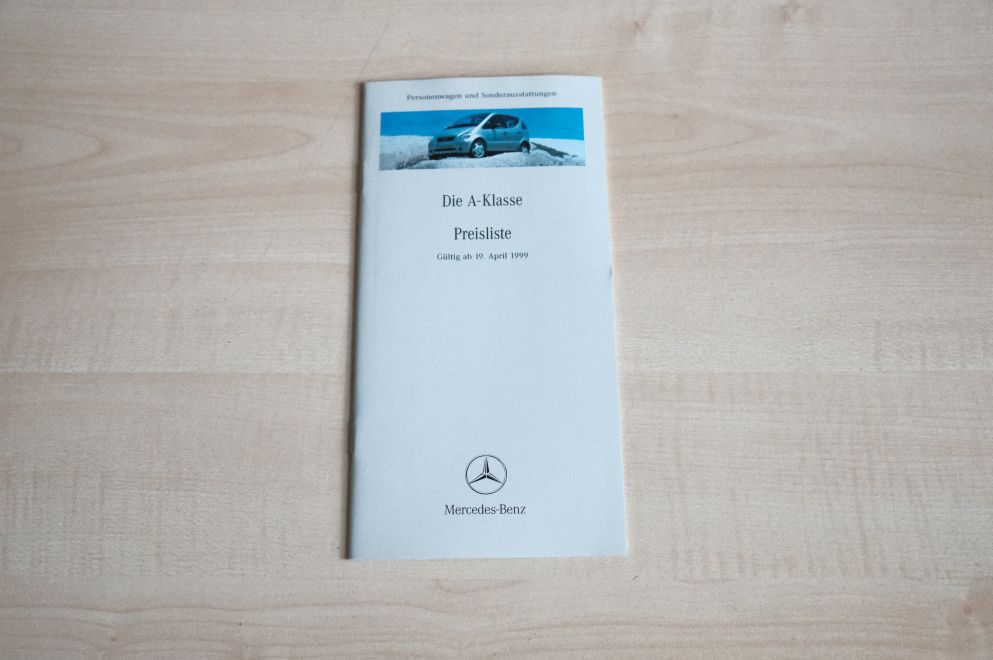 Personenwagen und Sonderausstattungen
Die A-Klasse
Preisliste
Gültig ab 19. April 1999
Mercedes-Benz